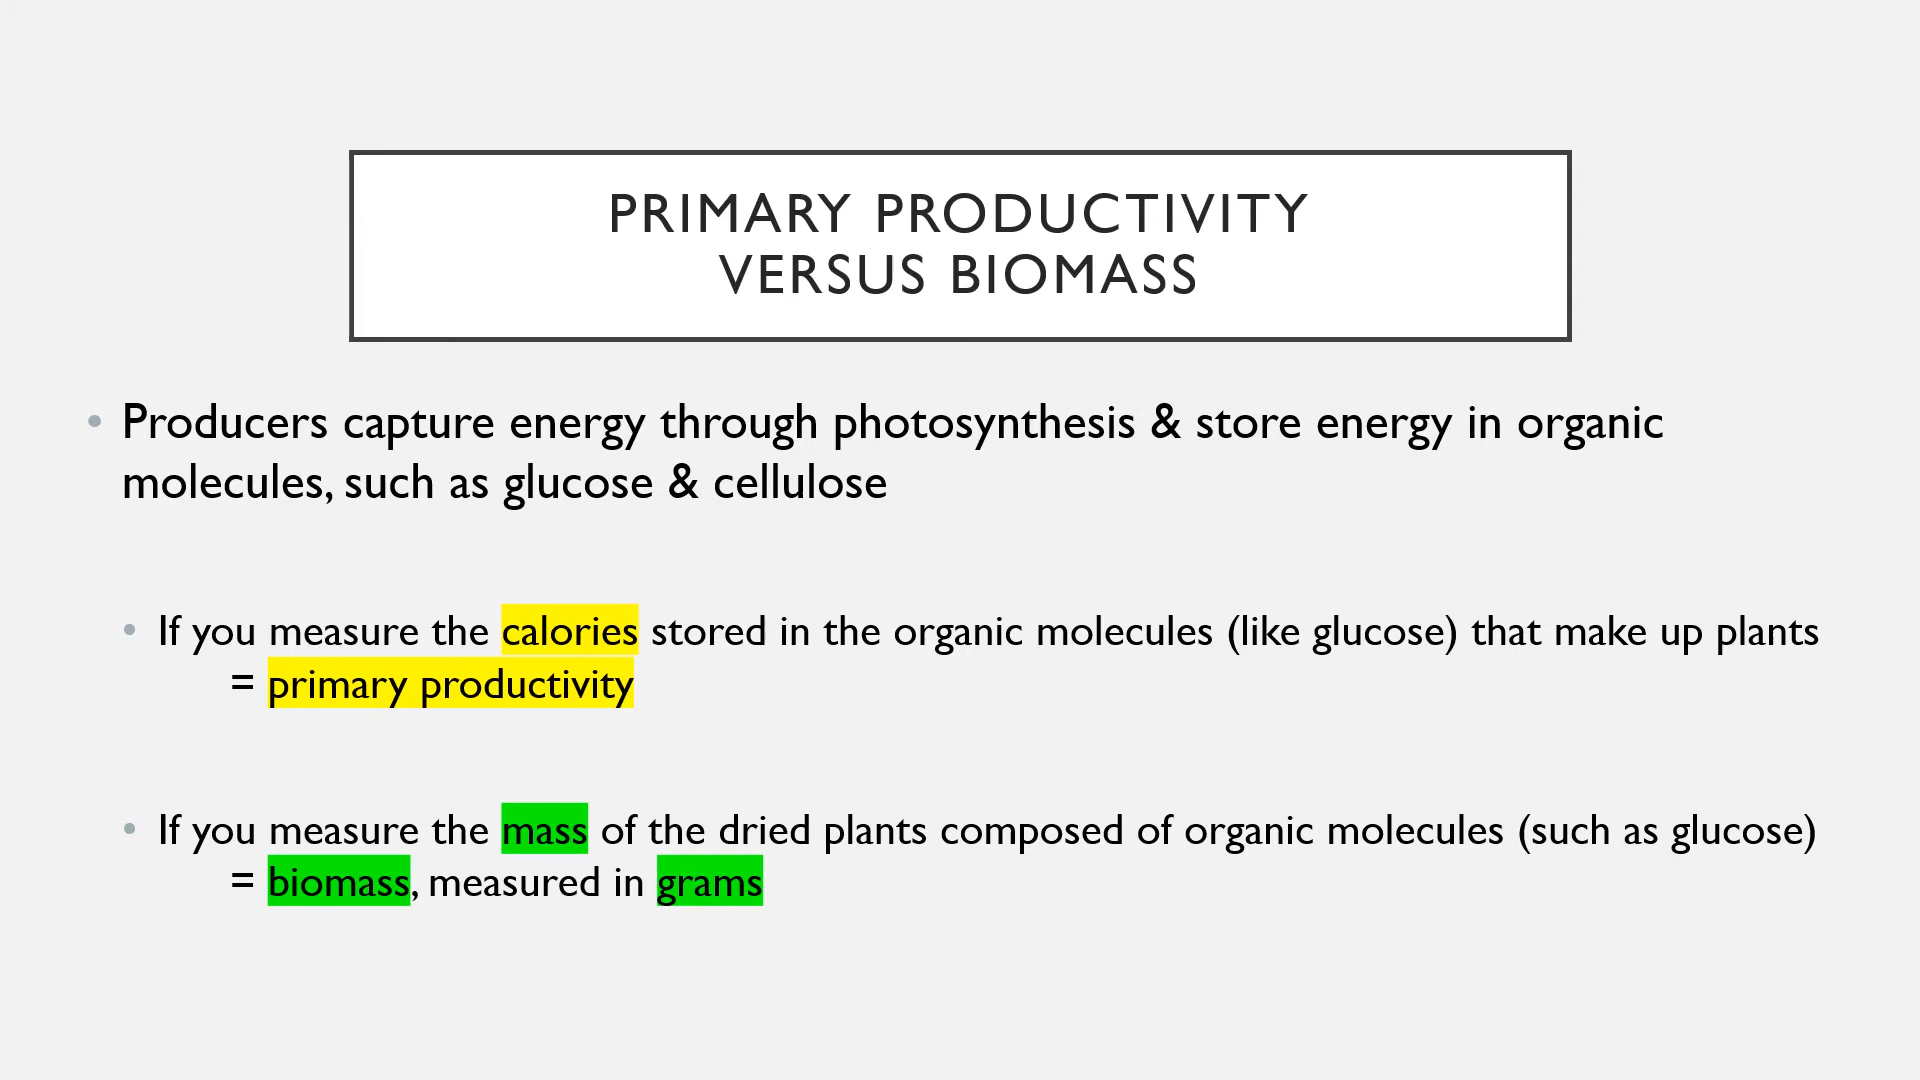 PRIMARY PRODUCTIVITY
VERSUS BIOMASS
• Producers capture energy through photosynthesis & store energy in organic
molecules, such as glucose & cellulose
• If you measure the calories stored in the organic molecules (like glucose) that make up plants
= primary productivity
• If you measure the mass of the dried plants composed of organic molecules (such as glucose)
= biomass, measured in grams